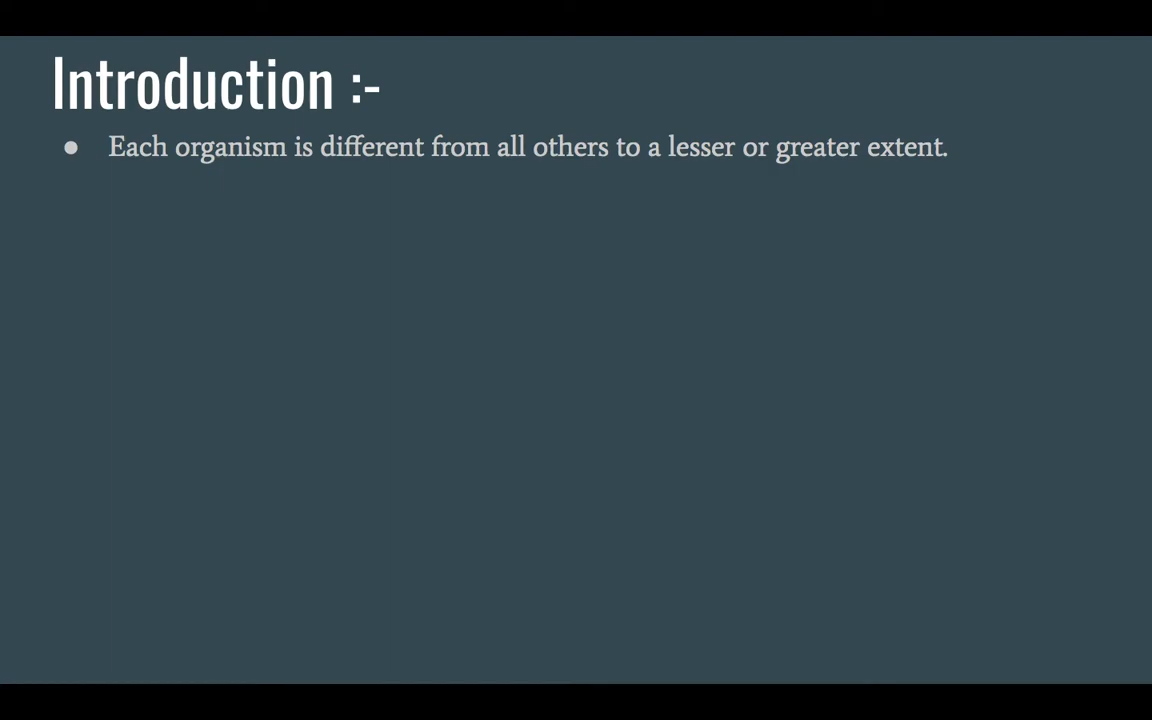 Introduction :-
● Each organism is different from all others to a lesser or greater extent.